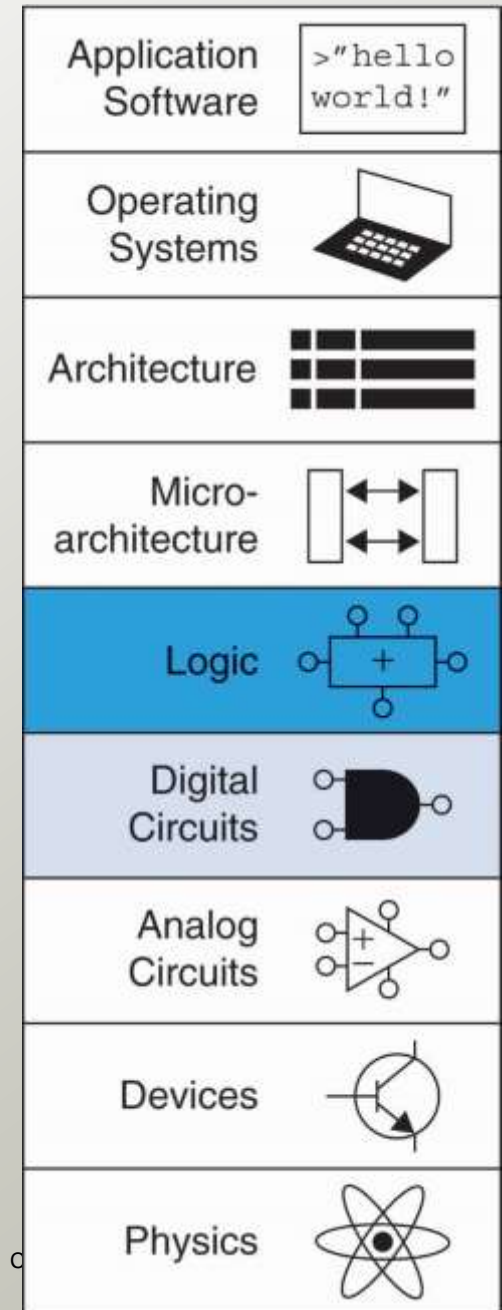 Application
Software
>"hello
world!"
Operating
Systems
Architecture
Micro-
architecture
Logic
+
Digital
Circuits
Analog
Circuits
+
−
Devices
Physics